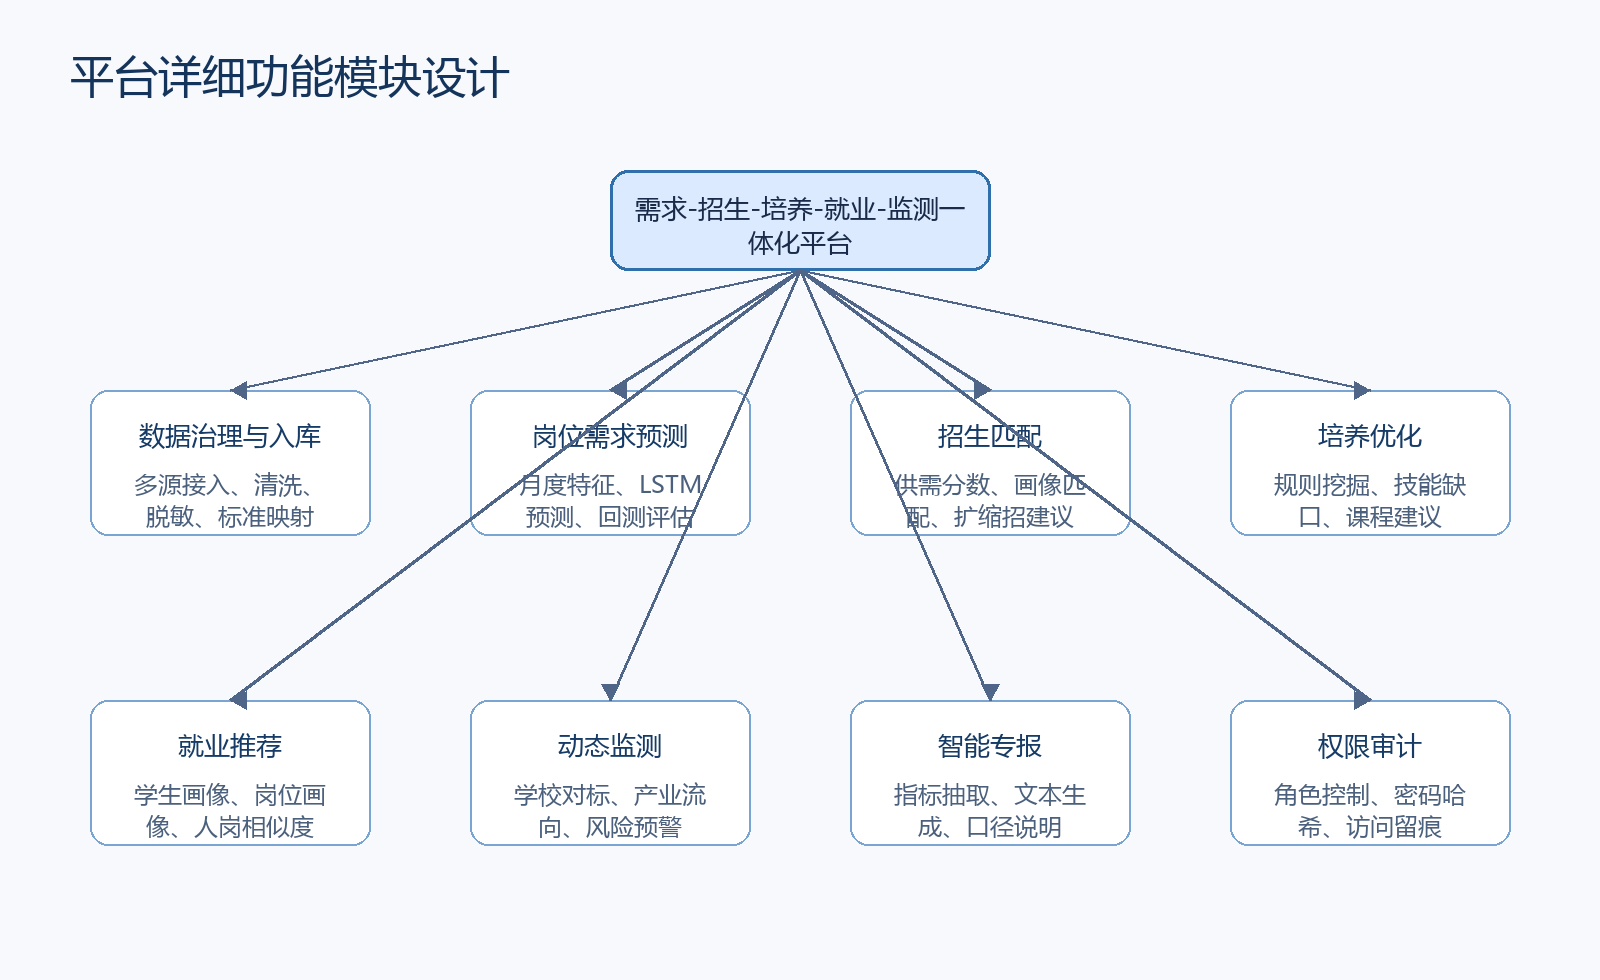 平台详细功能模块设计
需求-招生-培养-就业-监测一
体化平台
数据治理与入库
多源接入、清洗、
脱敏、标准映射
岗位需求预测
月度特征、LSTM
预测、回测评估
招生匹配
供需分数、画像匹
配、扩缩招建议
培养优化
规则挖掘、技能缺
口、课程建议
就业推荐
学生画像、岗位画
像、人岗相似度
动态监测
学校对标、产业流
向、风险预警
智能专报
指标抽取、文本生
成、口径说明
权限审计
角色控制、密码哈
希、访问留痕